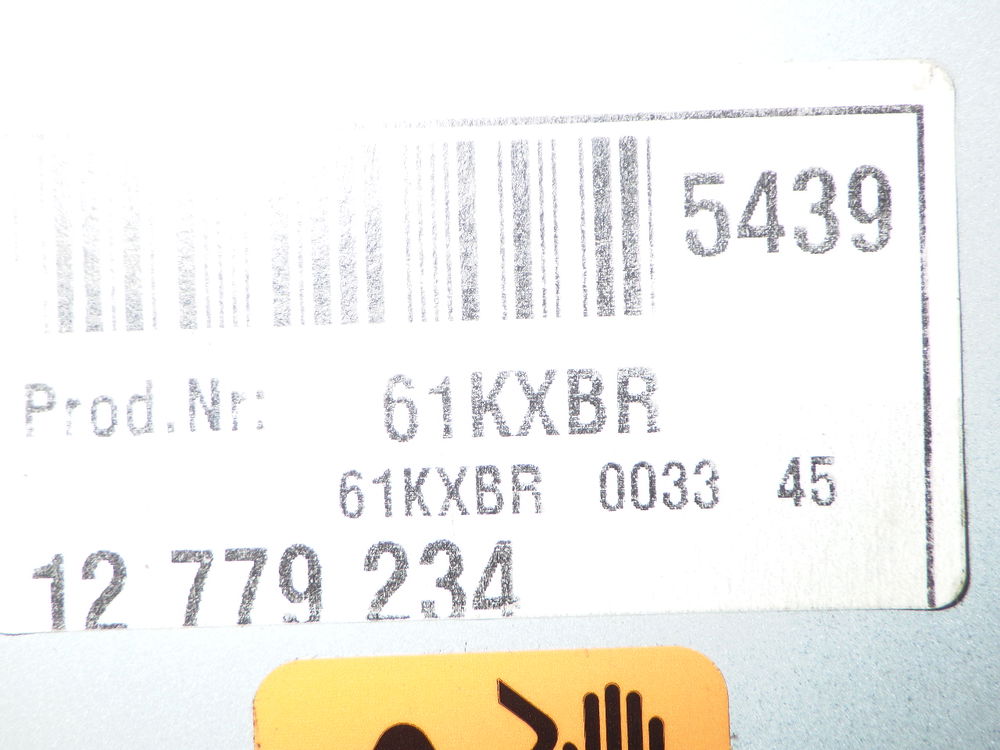 5439
Prod.Nr: 61KXBR
61KXBR 0033 45
12 779 234